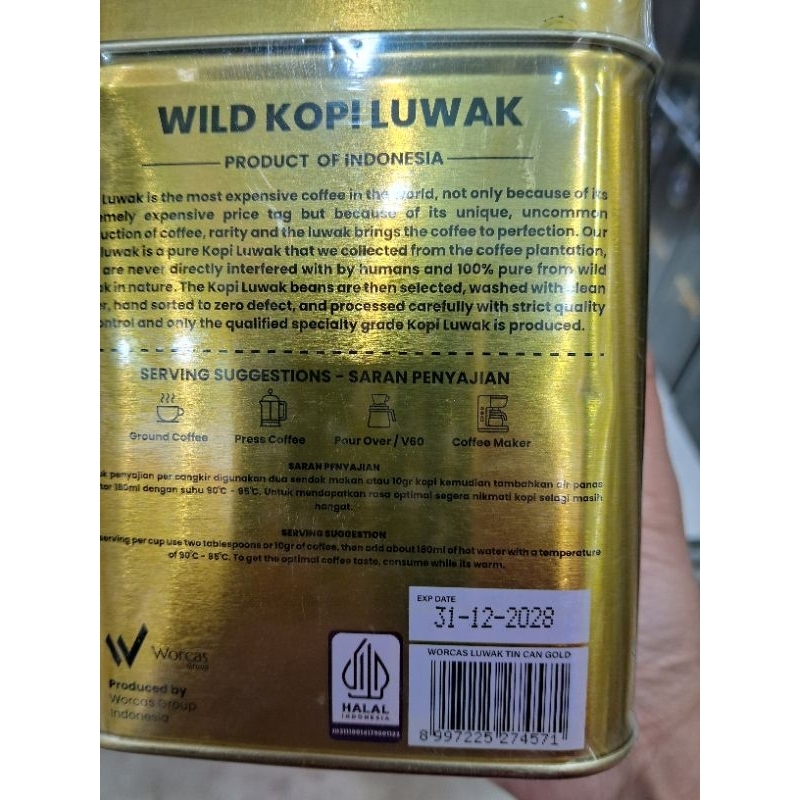 WILD KOPI LUWAK
PRODUCT OF INDONESIA
Luwak is the most expensive coffee in the world, not only because of its
expensive price tag but because of its unique, uncommon
of coffee, rarity and the luwak brings the coffee to perfection. Our
luwak is a pure Kopi Luwak that we collected from the coffee plantation,
are never directly interfered with by humans and 100% pure from wild
in nature. The Kopi Luwak beans are then selected, washed with clean
hand sorted to zero defect, and processed carefully with strict quality
and only the qualified specialty grade Kopi Luwak is produced.
SERVING SUGGESTIONS - SARAN PENYAJIAN
Ground Coffee Press Coffee Pour Over / V60 Coffee Maker
SARAN PENYAJIAN
penyajian per cangkir digunakan dua sendok makan atau 10gr kopi kemudian tambahkan air panas
180ml dengan suhu 90°C - 95°C. Untuk mendapatkan rasa optimal segera nikmati kopi selagi masih
hangat.
SERVING SUGGESTION
serving per cup use two tablespoons or 10gr of coffee, then add about 180ml of hot water with a temperature
of 90°C - 95°C. To get the optimal coffee taste, consume while its warm.
EXP DATE
31-12-2028
WORCAS LUWAK TIN CAN GOLD
Worcas
Group
Produced by
Worcas Group
Indonesia
HALAL
INDONESIA
8 997225 274571